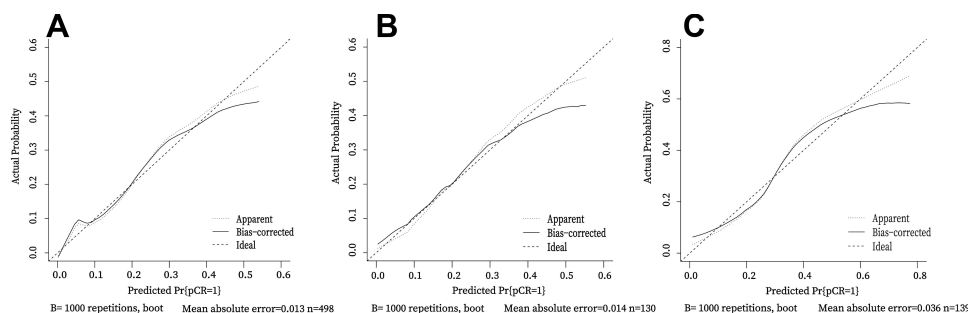 A
0.6
0.5
0.4
0.3
0.2
0.1
0.0
Actual Probability
Apparent
Bias-corrected
Ideal
0.0 0.1 0.2 0.3 0.4 0.5 0.6
Predicted Pr{pCR=1}
B= 1000 repetitions, boot Mean absolute error=0.013 n=498
B
0.6
0.5
0.4
0.3
0.2
0.1
0.0
Actual Probability
Apparent
Bias-corrected
Ideal
0.0 0.1 0.2 0.3 0.4 0.5 0.6
Predicted Pr{pCR=1}
B= 1000 repetitions, boot Mean absolute error=0.014 n=130
C
0.8
0.6
0.4
0.2
0.0
Actual Probability
Apparent
Bias-corrected
Ideal
0.0 0.2 0.4 0.6 0.8
Predicted Pr{pCR=1}
B= 1000 repetitions, boot Mean absolute error=0.036 n=139